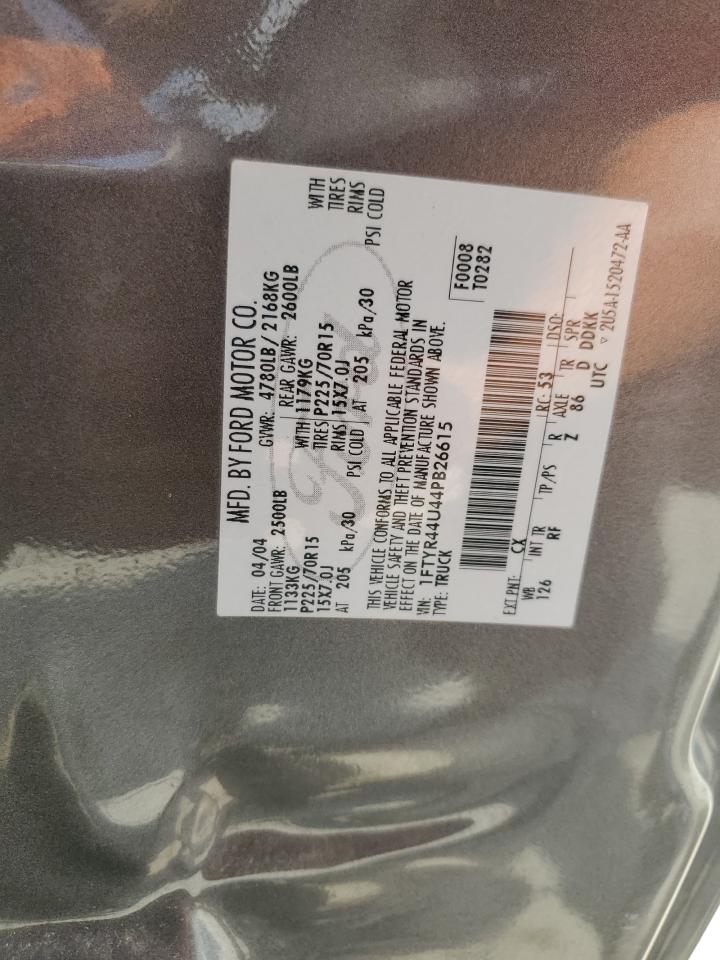 MFD. BY FORD MOTOR CO.
DATE: 04/04 GVWR: 4780LB/ 2168KG
FRONT GAWR: 2500LB REAR GAWR: 2600LB
1133KG WITH 1179KG WITH
P225/70R15 TIRES P225/70R15 TIRES
15X7.0J RIMS 15X7.0J RIMS
AT 205 kPa/30 PSI COLD AT 205 kPa/30 PSI COLD
THIS VEHICLE CONFORMS TO ALL APPLICABLE FEDERAL MOTOR
VEHICLE SAFETY AND THEFT PREVENTION STANDARDS IN
EFFECT ON THE DATE OF MANUFACTURE SHOWN ABOVE.
VIN: 1FTYR44U44PB26615
TYPE: TRUCK
F0008
T0282
EXT PNT: CX RC: 53 DSO:
WB INT TR TP/PS R AXLE TR SPR
126 RF Z 86 D DDKK
UTC
▽ 2U5A-1520472-AA
Ford